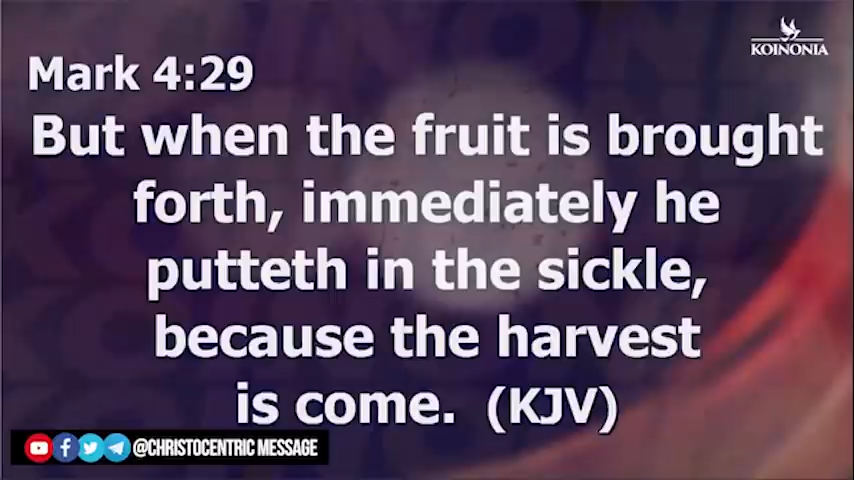 KOINONIA
Mark 4:29
But when the fruit is brought
forth, immediately he
putteth in the sickle,
because the harvest
is come. (KJV)
@CHRISTOCENTRIC MESSAGE